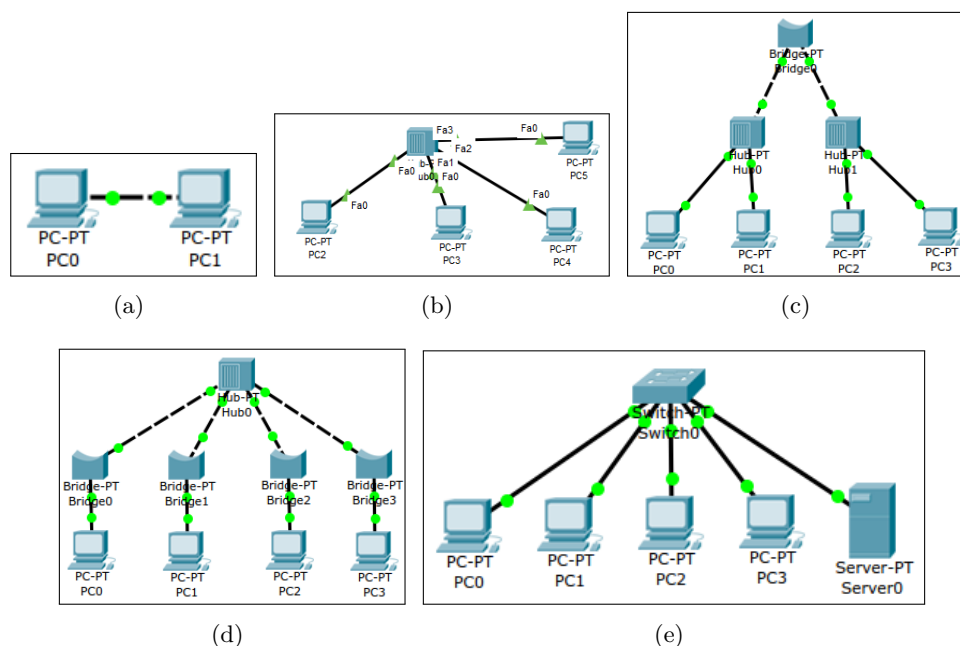 PC-PT
PC0
PC-PT
PC1
(a)
Fa3
Fa0
Fa2
Fa0
Fa1
Fa0
Fa0
Fa0
PC-PT
PC5
PC-PT
PC2
PC-PT
PC3
PC-PT
PC4
(b)
Bridge-PT
Bridge0
Hub-PT
Hub0
Hub-PT
Hub1
PC-PT
PC0
PC-PT
PC1
PC-PT
PC2
PC-PT
PC3
(c)
Hub-PT
Hub0
Bridge-PT
Bridge0
Bridge-PT
Bridge1
Bridge-PT
Bridge2
Bridge-PT
Bridge3
PC-PT
PC0
PC-PT
PC1
PC-PT
PC2
PC-PT
PC3
(d)
Switch-PT
Switch0
PC-PT
PC0
PC-PT
PC1
PC-PT
PC2
PC-PT
PC3
Server-PT
Server0
(e)